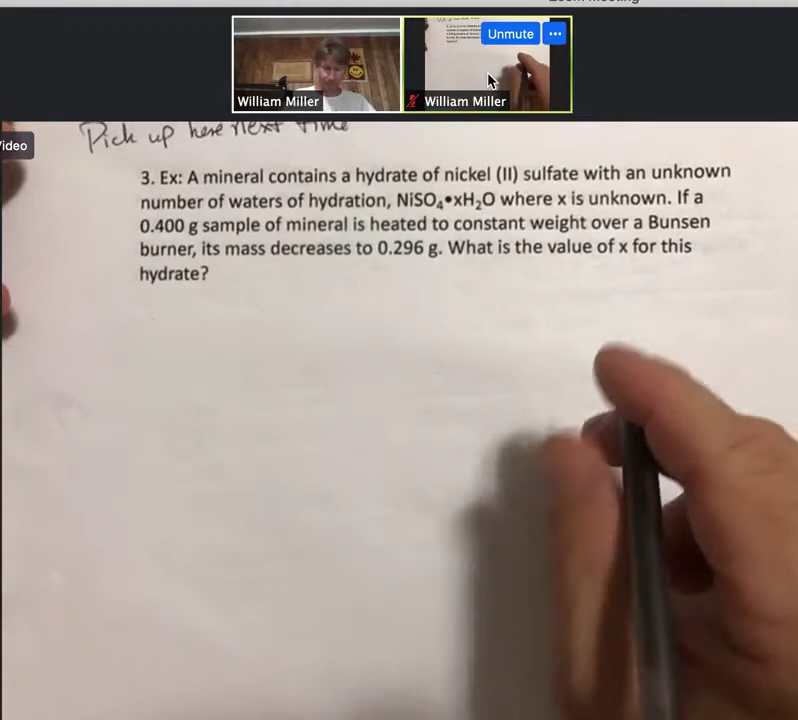 Unmute
William Miller
William Miller
Video
Pick up here next time
3. Ex: A mineral contains a hydrate of nickel (II) sulfate with an unknown
number of waters of hydration, NiSO₄•xH₂O where x is unknown. If a
0.400 g sample of mineral is heated to constant weight over a Bunsen
burner, its mass decreases to 0.296 g. What is the value of x for this
hydrate?